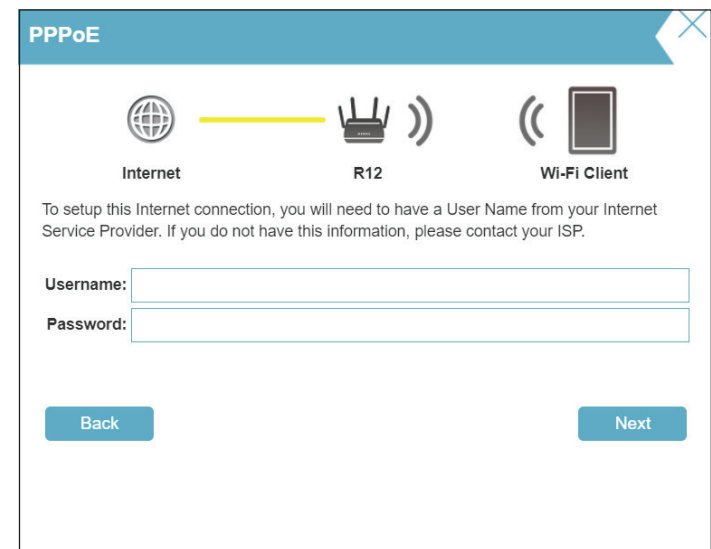 PPPoE
Internet
R12
Wi-Fi Client
To setup this Internet connection, you will need to have a User Name from your Internet
Service Provider. If you do not have this information, please contact your ISP.
Username:
Password:
Back
Next